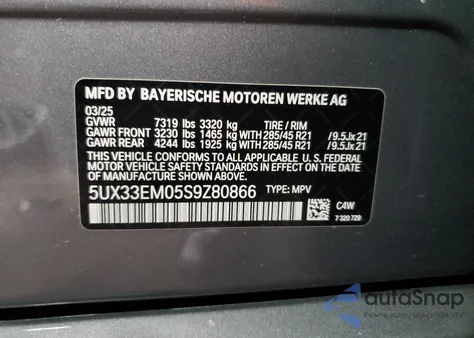 MFD BY BAYERISCHE MOTOREN WERKE AG
03/25
GVWR 7319 lbs 3320 kg TIRE / RIM
GAWR FRONT 3230 lbs 1465 kg WITH 285/45 R21 /9.5Jx21
GAWR REAR 4244 lbs 1925 kg WITH 285/45 R21 /9.5Jx21
THIS VEHICLE CONFORMS TO ALL APPLICABLE U.S. FEDERAL
MOTOR VEHICLE SAFETY AND THEFT PREVENTION STANDARDS
IN EFFECT ON THE DATE OF MANUFACTURE SHOWN ABOVE.
5UX33EM05S9Z80866 TYPE: MPV
C4W
7 320 729
autoSnap